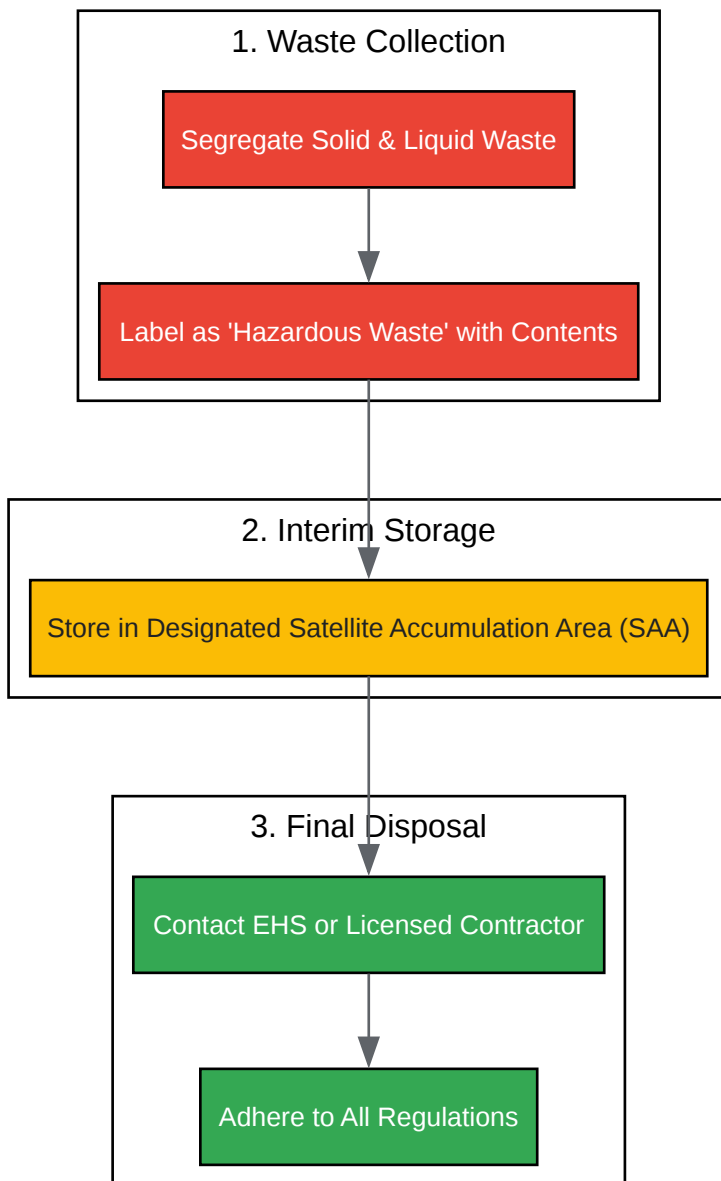 1. Waste Collection
Segregate Solid & Liquid Waste
Label as 'Hazardous Waste' with Contents
2. Interim Storage
Store in Designated Satellite Accumulation Area (SAA)
3. Final Disposal
Contact EHS or Licensed Contractor
Adhere to All Regulations